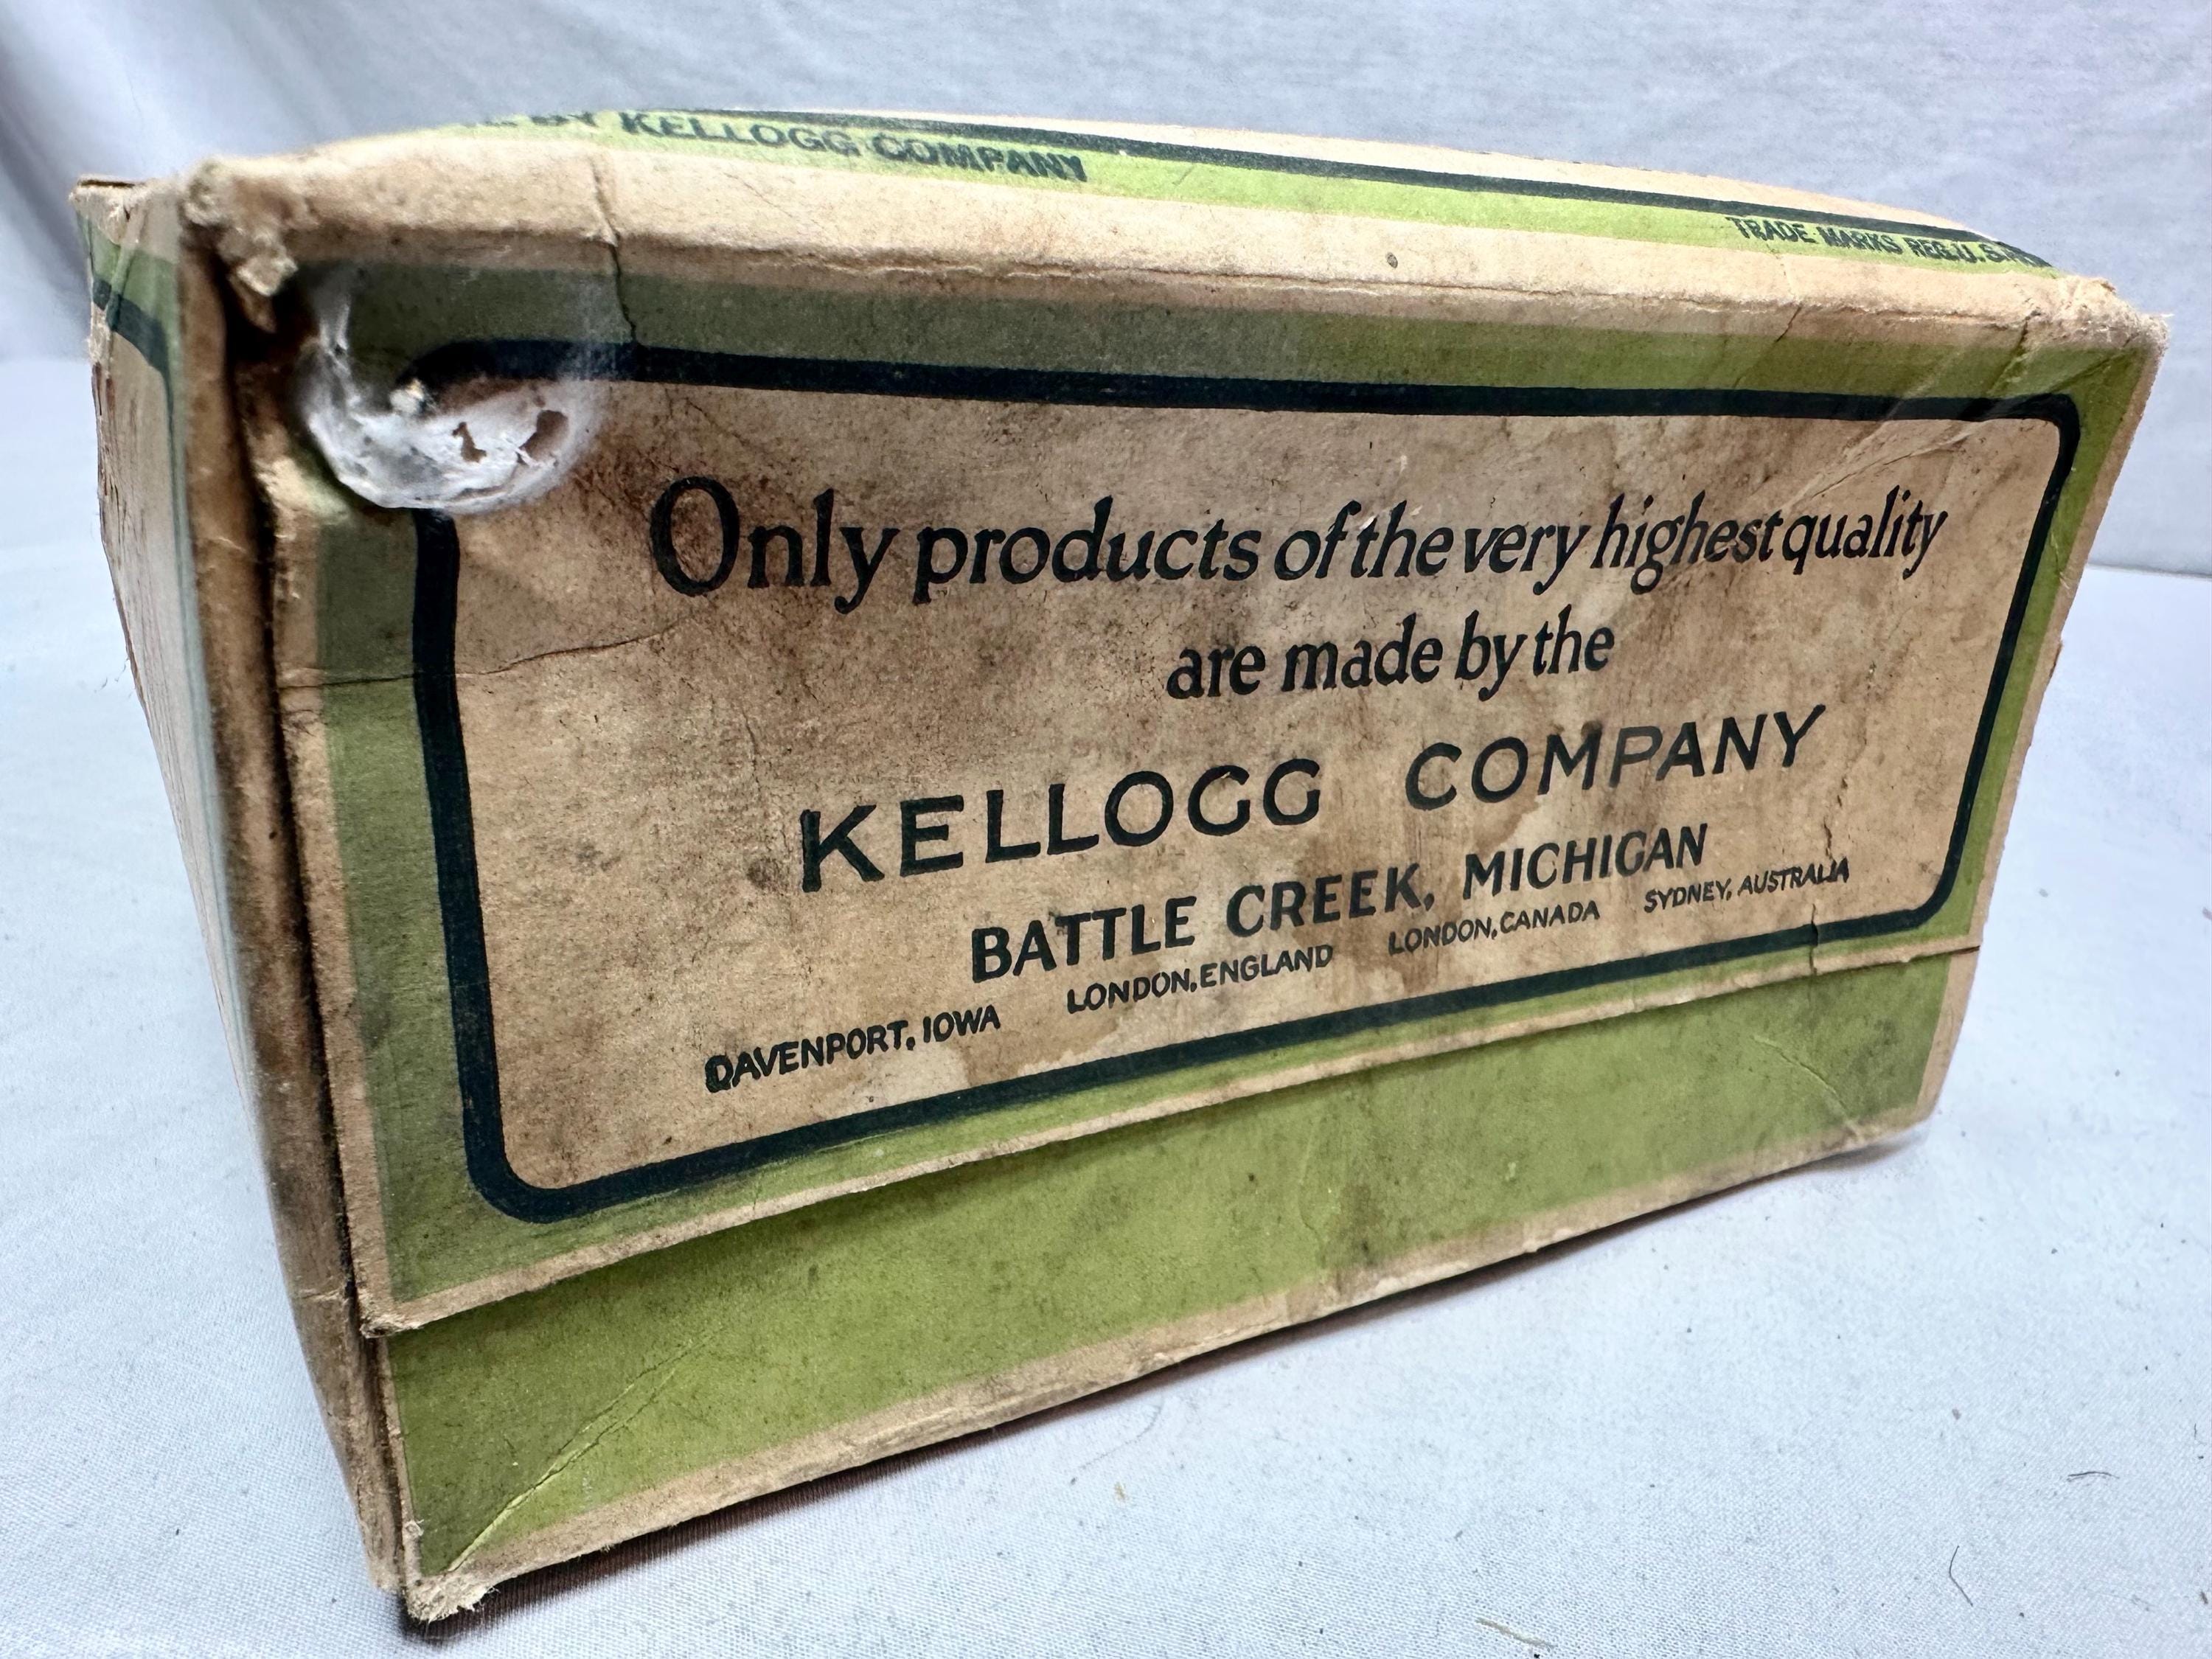 BY KELLOGG COMPANY
TRADE MARKS REG. U.S.
Only products of the very highest quality
are made by the
KELLOGG COMPANY
BATTLE CREEK, MICHIGAN
DAVENPORT, IOWA LONDON, ENGLAND LONDON, CANADA SYDNEY, AUSTRALIA